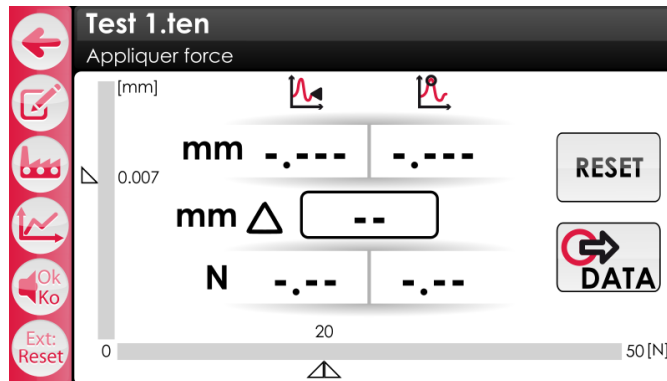 Test 1.ten
Appliquer force
[mm]
mm -.--- -.---
0.007
RESET
mm △ --
N -.-- -.--
DATA
Ok
Ko
20
Ext:
Reset
0 50 [N]